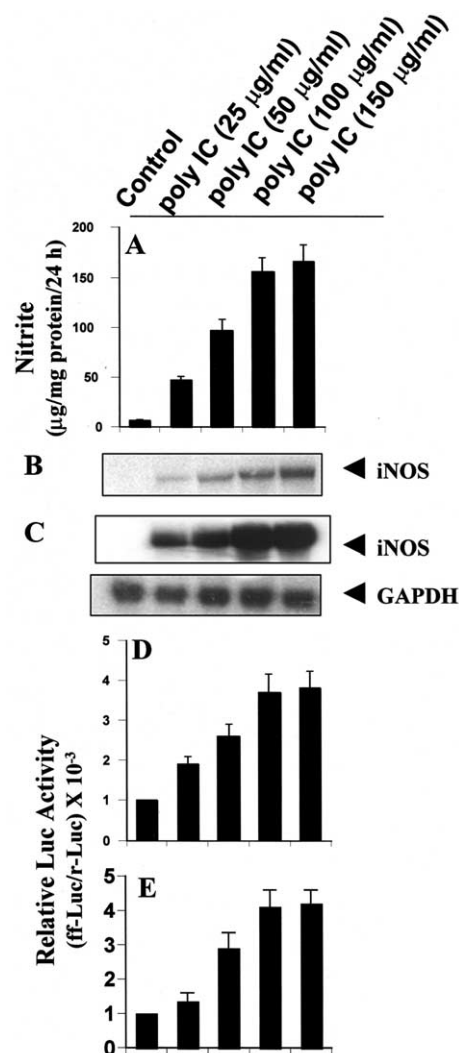 Control
poly IC (25 µg/ml)
poly IC (50 µg/ml)
poly IC (100 µg/ml)
poly IC (150 µg/ml)
A
Nitrite
(µg/mg protein/24 h)
200
150
100
50
0
B
iNOS
C
iNOS
GAPDH
D
5
4
3
2
1
0
Relative Luc Activity
(ff-Luc/r-Luc) X 10⁻³
E
5
4
3
2
1
0